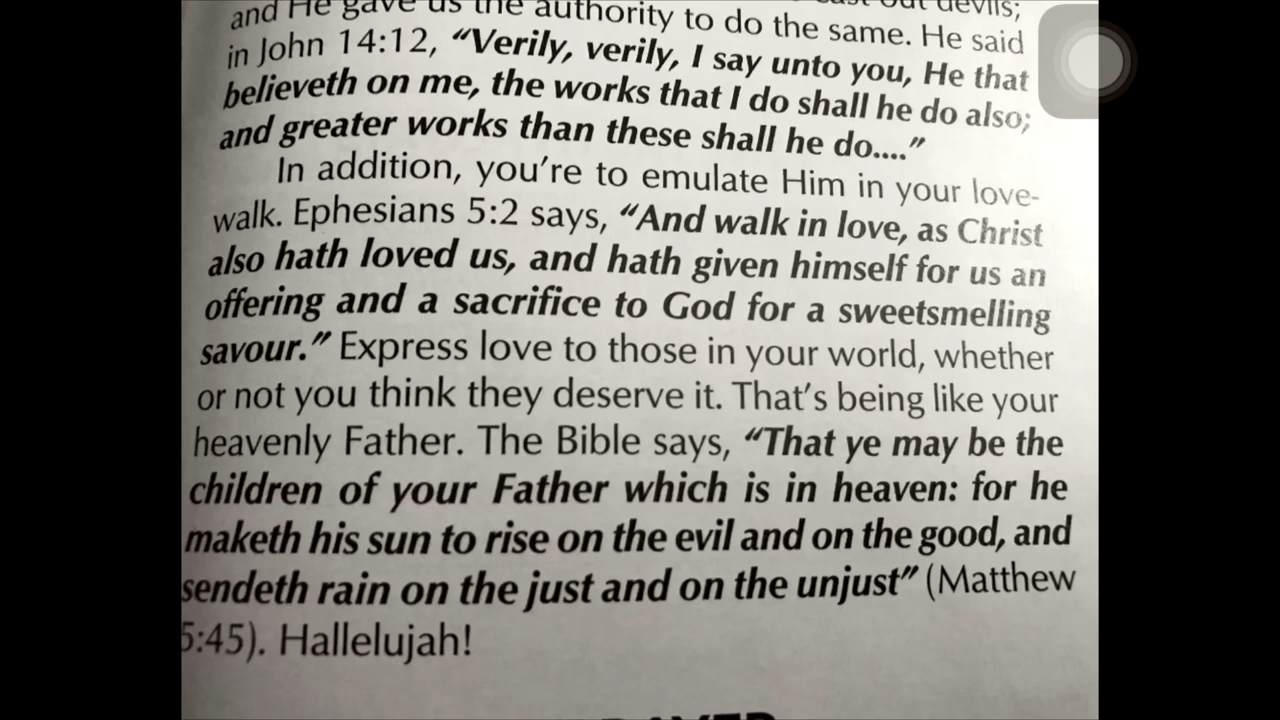 and He gave us the authority to do the same. He said
in John 14:12, “Verily, verily, I say unto you, He that
believeth on me, the works that I do shall he do also;
and greater works than these shall he do....”
In addition, you’re to emulate Him in your love-
walk. Ephesians 5:2 says, “And walk in love, as Christ
also hath loved us, and hath given himself for us an
offering and a sacrifice to God for a sweetsmelling
savour.” Express love to those in your world, whether
or not you think they deserve it. That’s being like your
heavenly Father. The Bible says, “That ye may be the
children of your Father which is in heaven: for he
maketh his sun to rise on the evil and on the good, and
sendeth rain on the just and on the unjust” (Matthew
5:45). Hallelujah!